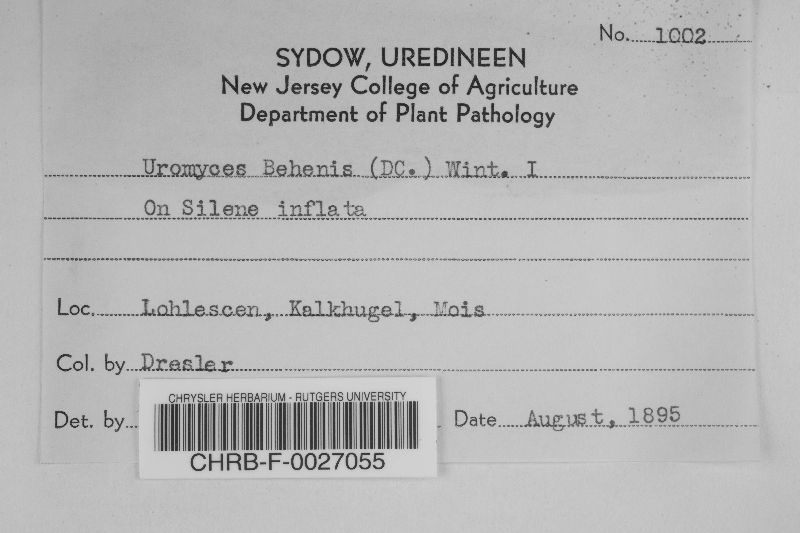 No. 1002
SYDOW, UREDINEEN
New Jersey College of Agriculture
Department of Plant Pathology
Uromyces Behenis (DC.) Wint. I
On Silene inflata
Loc. Lohlescen, Kalkhugel, Mois
Col. by Dresler
CHRYSLER HERBARIUM - RUTGERS UNIVERSITY
Det. by Date August, 1895
CHRB-F-0027055